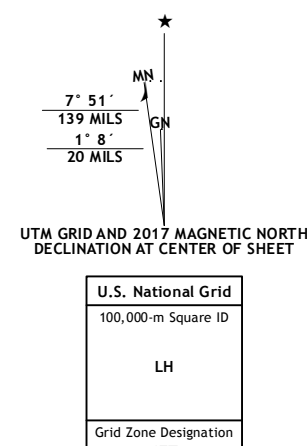 ★
MN
7° 51´
139 MILS
GN
1° 8´
20 MILS
UTM GRID AND 2017 MAGNETIC NORTH
DECLINATION AT CENTER OF SHEET
U.S. National Grid
100,000-m Square ID
LH
Grid Zone Designation